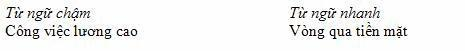 Từ ngữ chậm	Từ ngữ nhanh
Công việc lương cao	Vòng qua tiền mặt